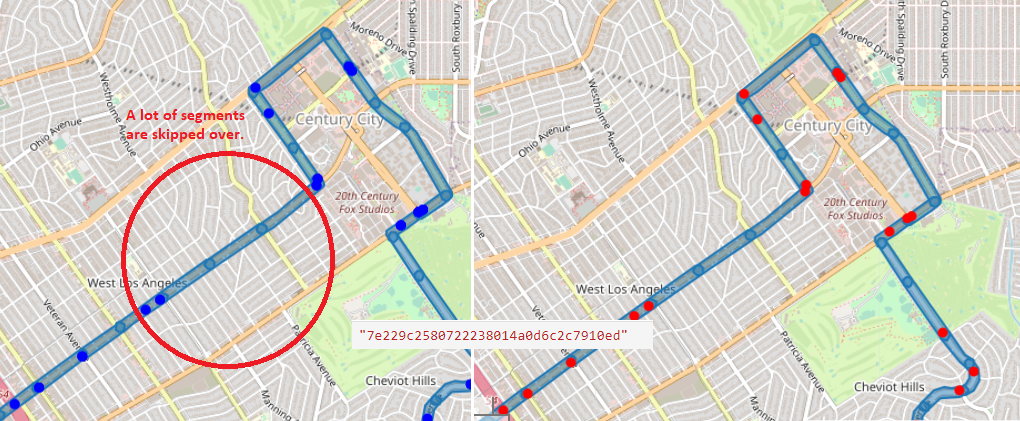 Moreno Drive
South Spalding Drive
South Roxbury
Westholme Avenue
A lot of segments
are skipped over.
Ohio Avenue
Century City
20th Century
Fox Studios
West Los Angeles
Veteran Avenue
Patricia Avenue
Cheviot Hills
Manning
54
Moreno Drive
Spalding Drive
South Roxbury D
Westholme Avenue
Ohio Avenue
Century City
20th Century
Fox Studios
West Los Angeles
"7e229c2580722238014a0d6c2c7910ed"
Patricia Avenue
Cheviot Hills
Mannin